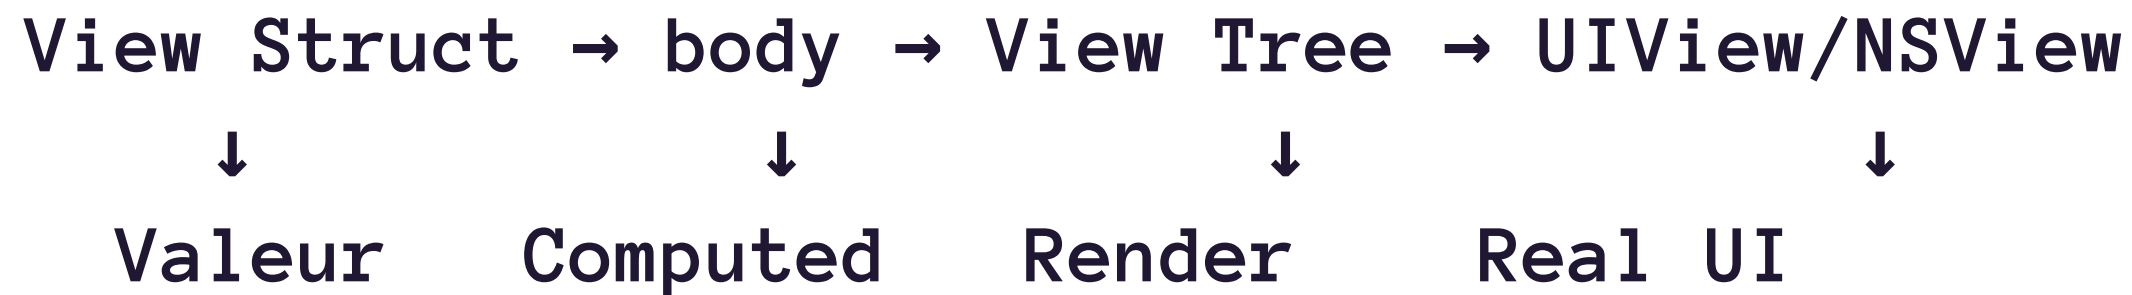 View Struct → body → View Tree → UIView/NSView
↓ ↓ ↓ ↓
Valeur Computed Render Real UI